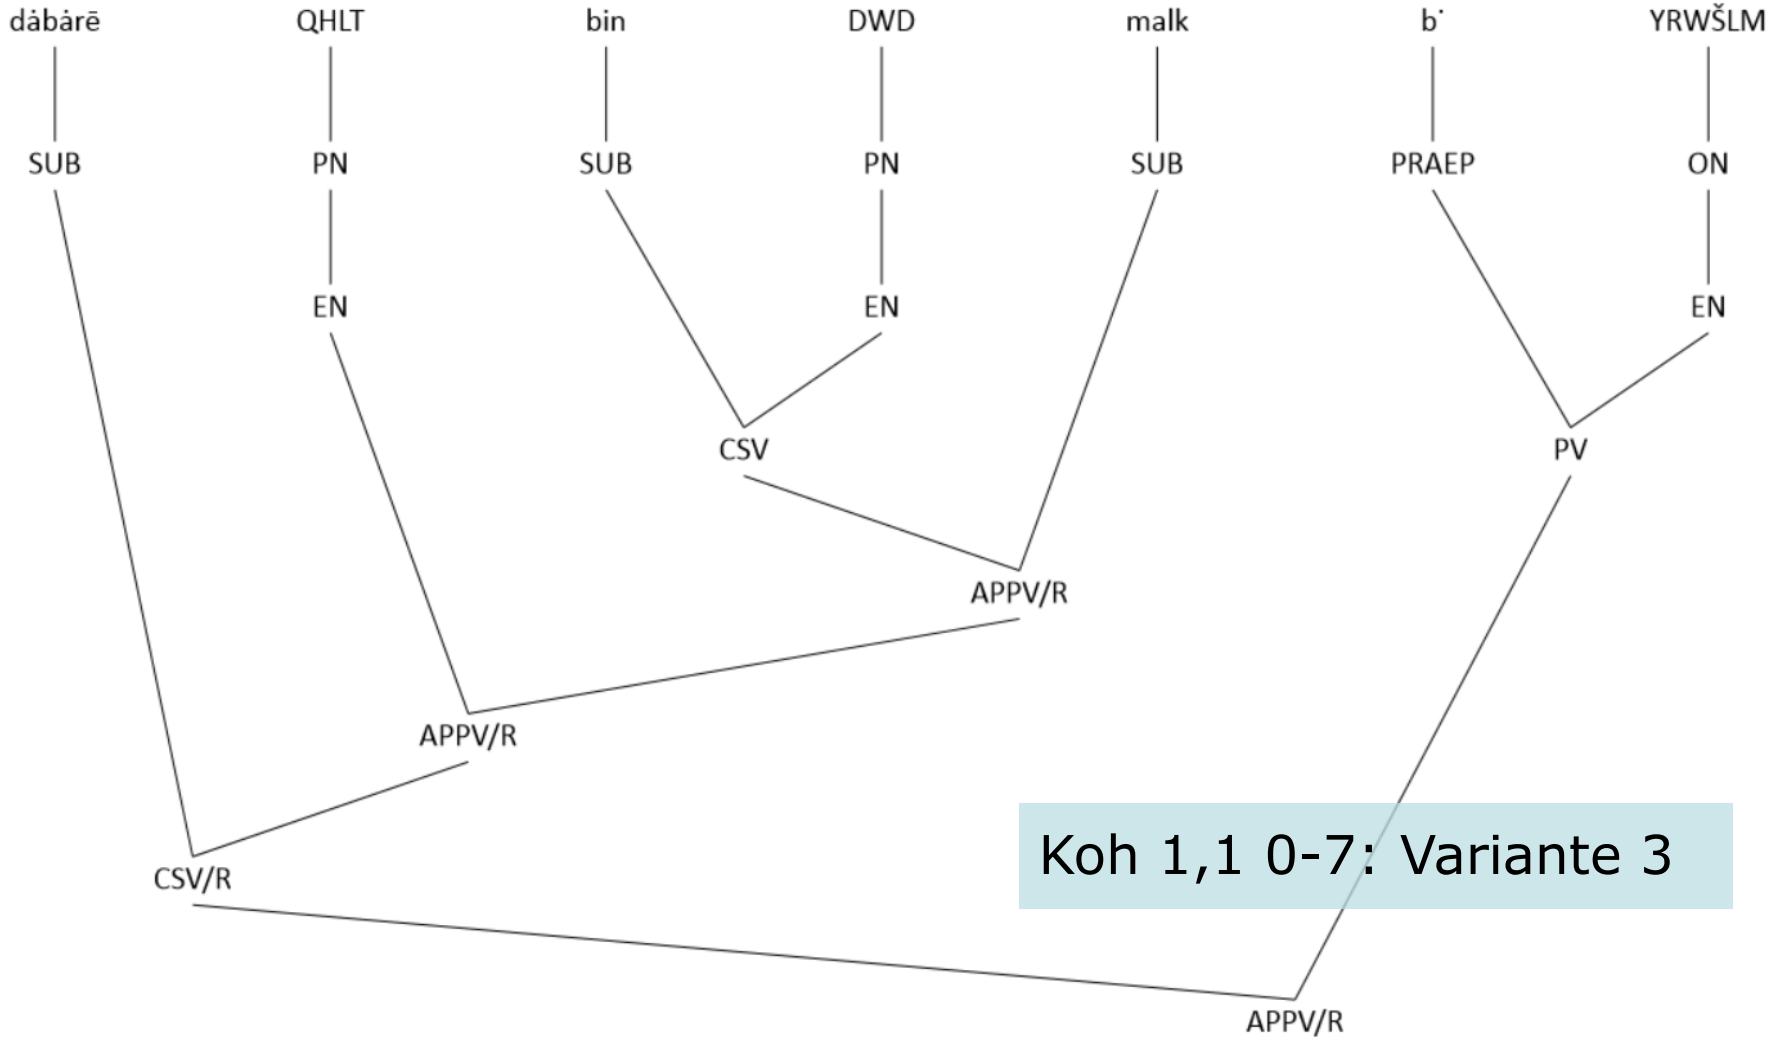 dȧbȧrē QHLT bin DWD malk b˙ YRWŠLM
SUB PN SUB PN SUB PRAEP ON
EN EN EN
CSV PV
APPV/R
APPV/R
Koh 1,1 0-7: Variante 3
CSV/R
APPV/R